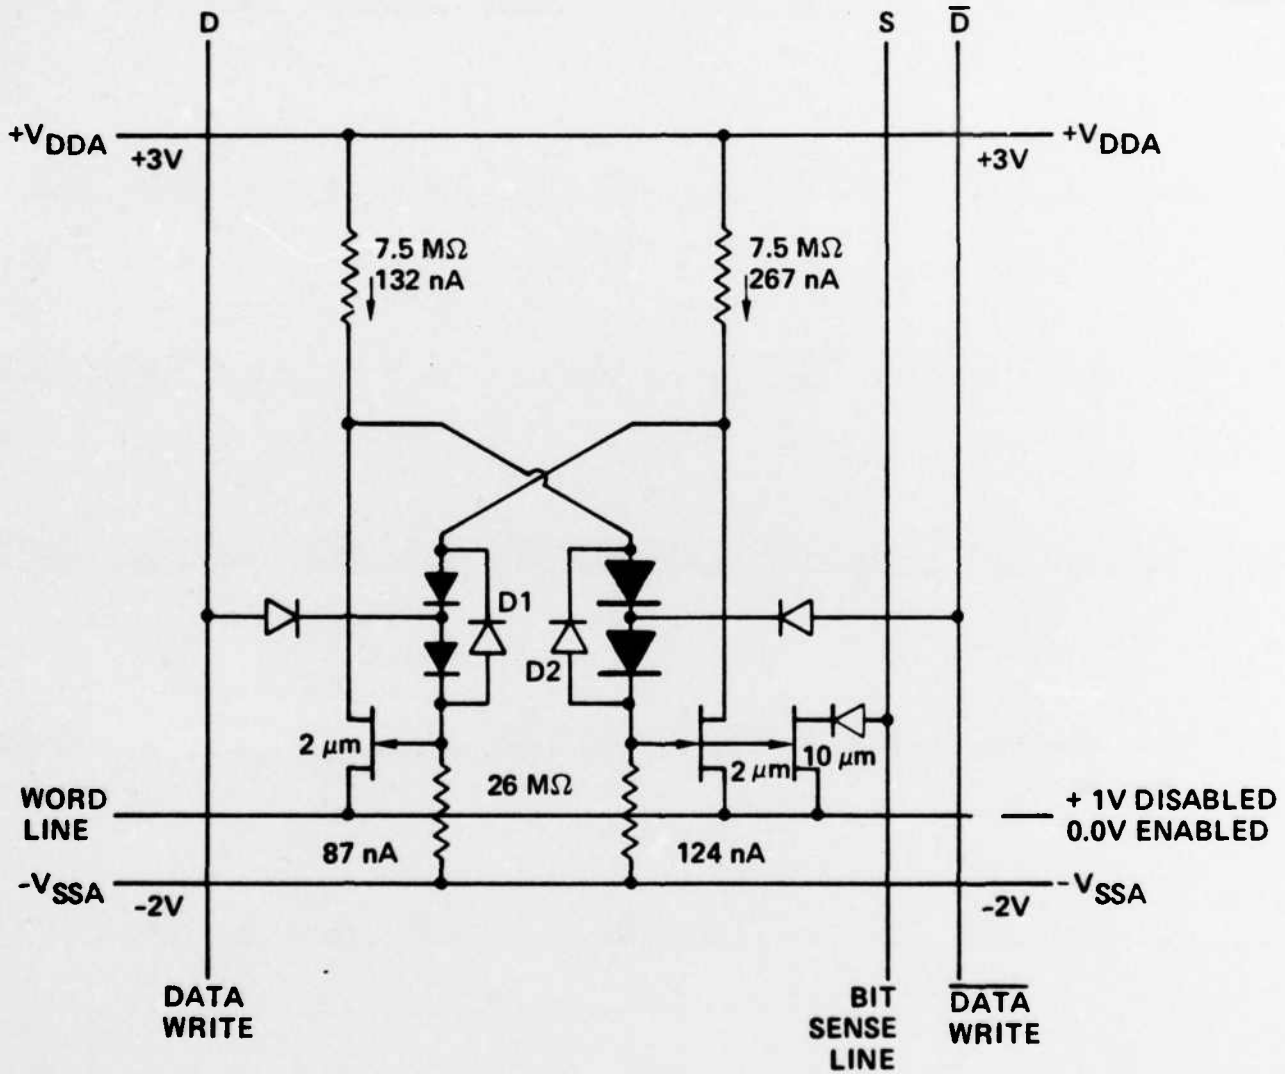 D
S
D̅
+VDDA
+3V
+3V
+VDDA
7.5 MΩ
132 nA
7.5 MΩ
267 nA
D1
D2
2 μm
2 μm
10 μm
26 MΩ
WORD
LINE
+ 1V DISABLED
0.0V ENABLED
87 nA
124 nA
-VSSA
-2V
-2V
-VSSA
DATA
WRITE
BIT
SENSE
LINE
D̅A̅T̅A̅
WRITE